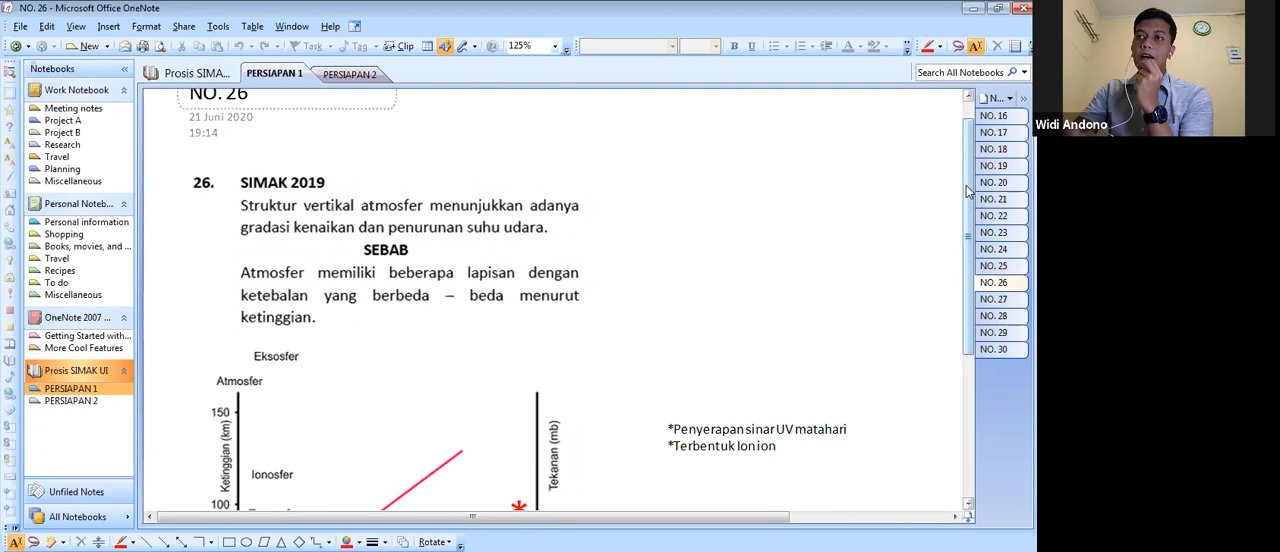 NO. 26 - Microsoft Office OneNote
File Edit View Insert Format Share Tools Table Window Help
New Task Tag Clip 125% B U
Notebooks
Prosis SIMA... PERSIAPAN 1 PERSIAPAN 2 Search All Notebooks
Work Notebook
Meeting notes
Project A
Project B
Research
Travel
Planning
Miscellaneous
Personal Noteb...
Personal information
Shopping
Books, movies, and ...
Travel
Recipes
To do
Miscellaneous
OneNote 2007 ...
Getting Started with...
More Cool Features
Prosis SIMAK UI
PERSIAPAN 1
PERSIAPAN 2
Unfiled Notes
All Notebooks
NO. 26
21 Juni 2020
19:14
26. SIMAK 2019
Struktur vertikal atmosfer menunjukkan adanya
gradasi kenaikan dan penurunan suhu udara.
SEBAB
Atmosfer memiliki beberapa lapisan dengan
ketebalan yang berbeda – beda menurut
ketinggian.
Eksosfer
Atmosfer
150
Ketinggian (km)
Ionosfer
100
Tekanan (mb)
*
*Penyerapan sinar UV matahari
*Terbentuk Ion ion
N...
NO. 16
NO. 17
NO. 18
NO. 19
NO. 20
NO. 21
NO. 22
NO. 23
NO. 24
NO. 25
NO. 26
NO. 27
NO. 28
NO. 29
NO. 30
Rotate
Widi Andono